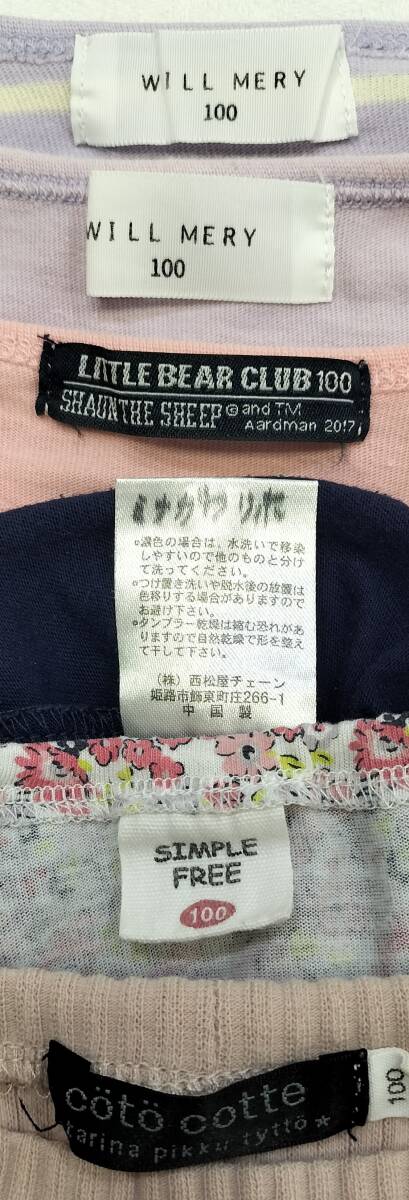 WILL MERY
100
WILL MERY
100
LITTLE BEAR CLUB 100
SHAUN THE SHEEP © and TM
Aardman 2017
○濃色の場合は、水洗いで移染
しやすいので他のものと分け
て洗ってください。
○つけ置き洗いや脱水後の放置は
色移りする場合がありますので
お避け下さい。
○タンブラー乾燥は縮む恐れがあ
りますので自然乾燥で形を整え
て干して下さい。
(株) 西松屋チェーン
姫路市飾東町庄266-1
中国製
SIMPLE
FREE
100
cötö cotte
tarina pikku tyttö *
100